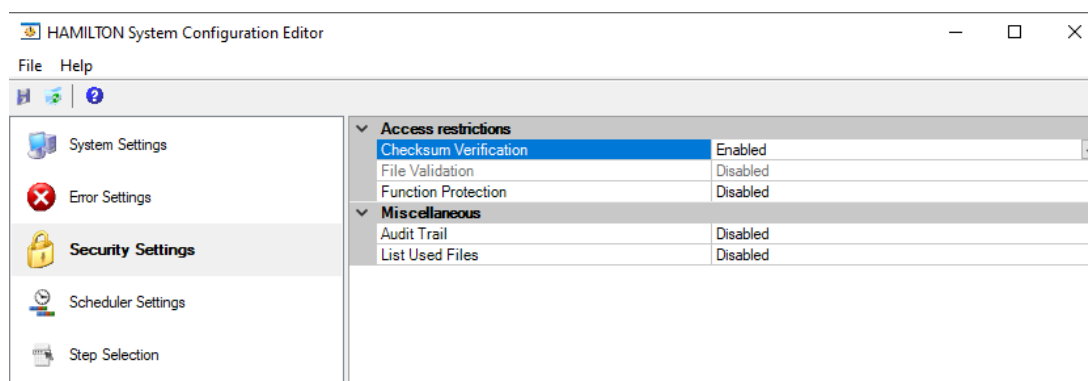 HAMILTON System Configuration Editor
File Help
System Settings
Error Settings
Security Settings
Scheduler Settings
Step Selection
Access restrictions
Checksum Verification Enabled
File Validation Disabled
Function Protection Disabled
Miscellaneous
Audit Trail Disabled
List Used Files Disabled